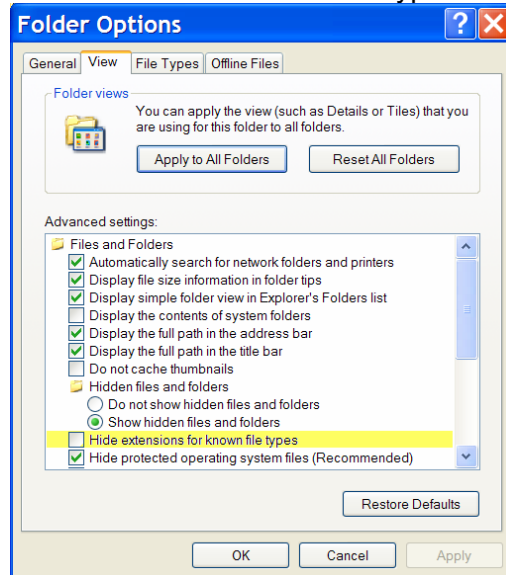 Folder Options
General View File Types Offline Files
Folder views
You can apply the view (such as Details or Tiles) that you
are using for this folder to all folders.
Apply to All Folders Reset All Folders
Advanced settings:
Files and Folders
Automatically search for network folders and printers
Display file size information in folder tips
Display simple folder view in Explorer's Folders list
Display the contents of system folders
Display the full path in the address bar
Display the full path in the title bar
Do not cache thumbnails
Hidden files and folders
Do not show hidden files and folders
Show hidden files and folders
Hide extensions for known file types
Hide protected operating system files (Recommended)
Restore Defaults
OK Cancel Apply